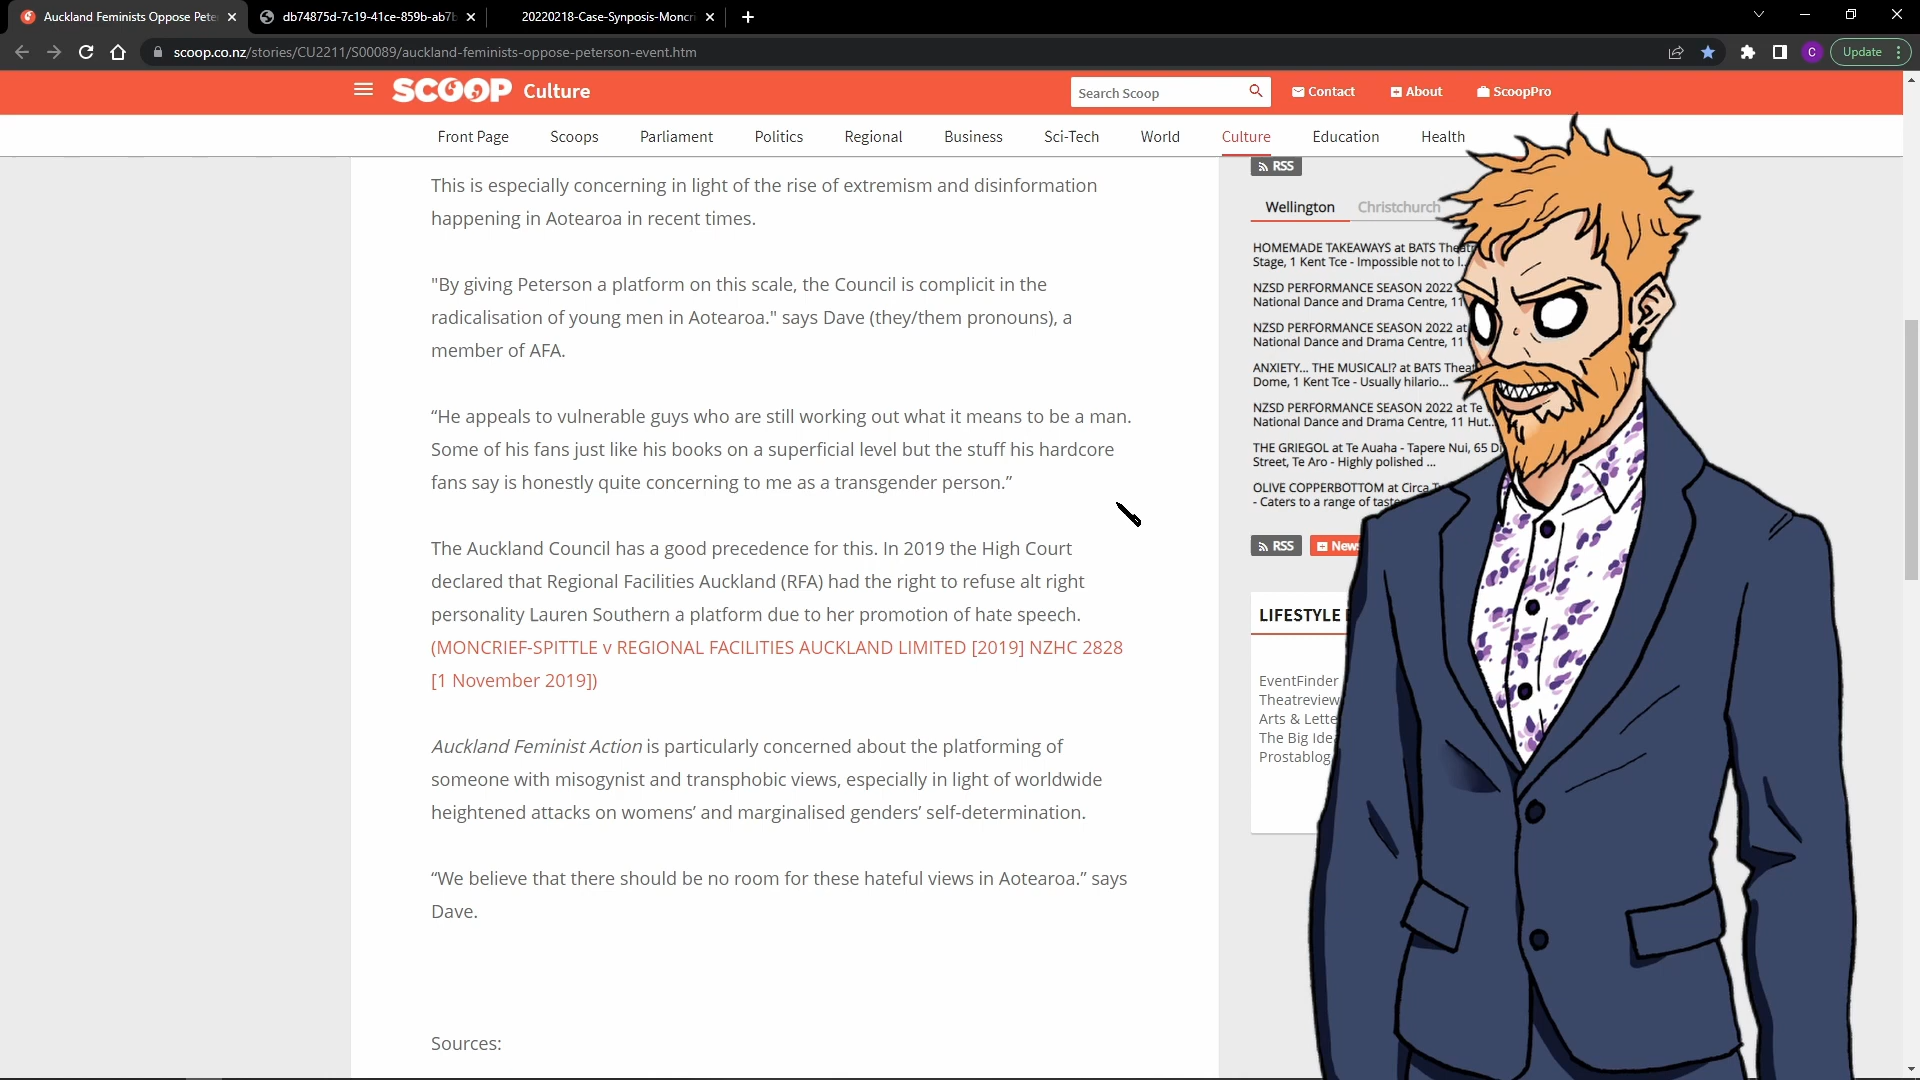 Auckland Feminists Oppose Pete
db74875d-7c19-41ce-859b-ab7b
20220218-Case-Synposis-Moncri
scoop.co.nz/stories/CU2211/S00089/auckland-feminists-oppose-peterson-event.htm
C
Update
SCOOP Culture
Search Scoop
Contact
About
ScoopPro
Front Page
Scoops
Parliament
Politics
Regional
Business
Sci-Tech
World
Culture
Education
Health
This is especially concerning in light of the rise of extremism and disinformation
happening in Aotearoa in recent times.
"By giving Peterson a platform on this scale, the Council is complicit in the
radicalisation of young men in Aotearoa." says Dave (they/them pronouns), a
member of AFA.
“He appeals to vulnerable guys who are still working out what it means to be a man.
Some of his fans just like his books on a superficial level but the stuff his hardcore
fans say is honestly quite concerning to me as a transgender person.”
The Auckland Council has a good precedence for this. In 2019 the High Court
declared that Regional Facilities Auckland (RFA) had the right to refuse alt right
personality Lauren Southern a platform due to her promotion of hate speech.
(MONCRIEF-SPITTLE v REGIONAL FACILITIES AUCKLAND LIMITED [2019] NZHC 2828
[1 November 2019])
Auckland Feminist Action is particularly concerned about the platforming of
someone with misogynist and transphobic views, especially in light of worldwide
heightened attacks on womens’ and marginalised genders’ self-determination.
“We believe that there should be no room for these hateful views in Aotearoa.” says
Dave.
Sources:
RSS
Wellington
Christchurch
HOMEMADE TAKEAWAYS at BATS Theat
Stage, 1 Kent Tce - Impossible not to l...
NZSD PERFORMANCE SEASON 2022
National Dance and Drama Centre, 11
NZSD PERFORMANCE SEASON 2022 at
National Dance and Drama Centre, 11
ANXIETY... THE MUSICAL!? at BATS Theat
Dome, 1 Kent Tce - Usually hilario...
NZSD PERFORMANCE SEASON 2022 at Te
National Dance and Drama Centre, 11 Hut...
THE GRIEGOL at Te Auaha - Tapere Nui, 65 Di
Street, Te Aro - Highly polished ...
OLIVE COPPERBOTTOM at Circa T
- Caters to a range of taste
RSS
News
LIFESTYLE
EventFinder
Theatreview
Arts & Lette
The Big Idea
Prostablog